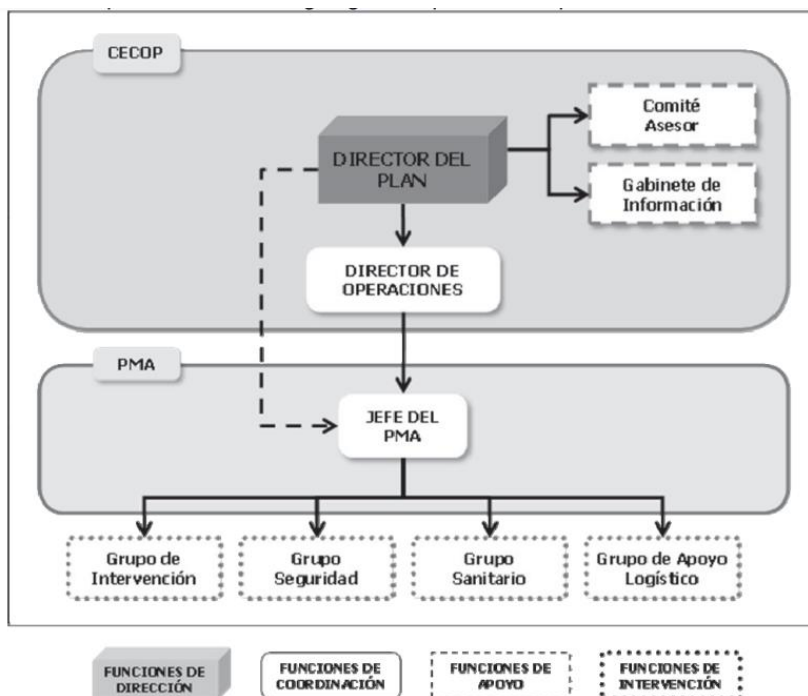 CECOP
Comité
Asesor
DIRECTOR DEL
PLAN
Gabinete de
Información
DIRECTOR DE
OPERACIONES
PMA
JEFE DEL
PMA
Grupo de
Intervención
Grupo
Seguridad
Grupo
Sanitario
Grupo de Apoyo
Logístico
FUNCIONES DE
DIRECCIÓN
FUNCIONES DE
COORDINACIÓN
FUNCIONES DE
APOYO
FUNCIONES DE
INTERVENCIÓN